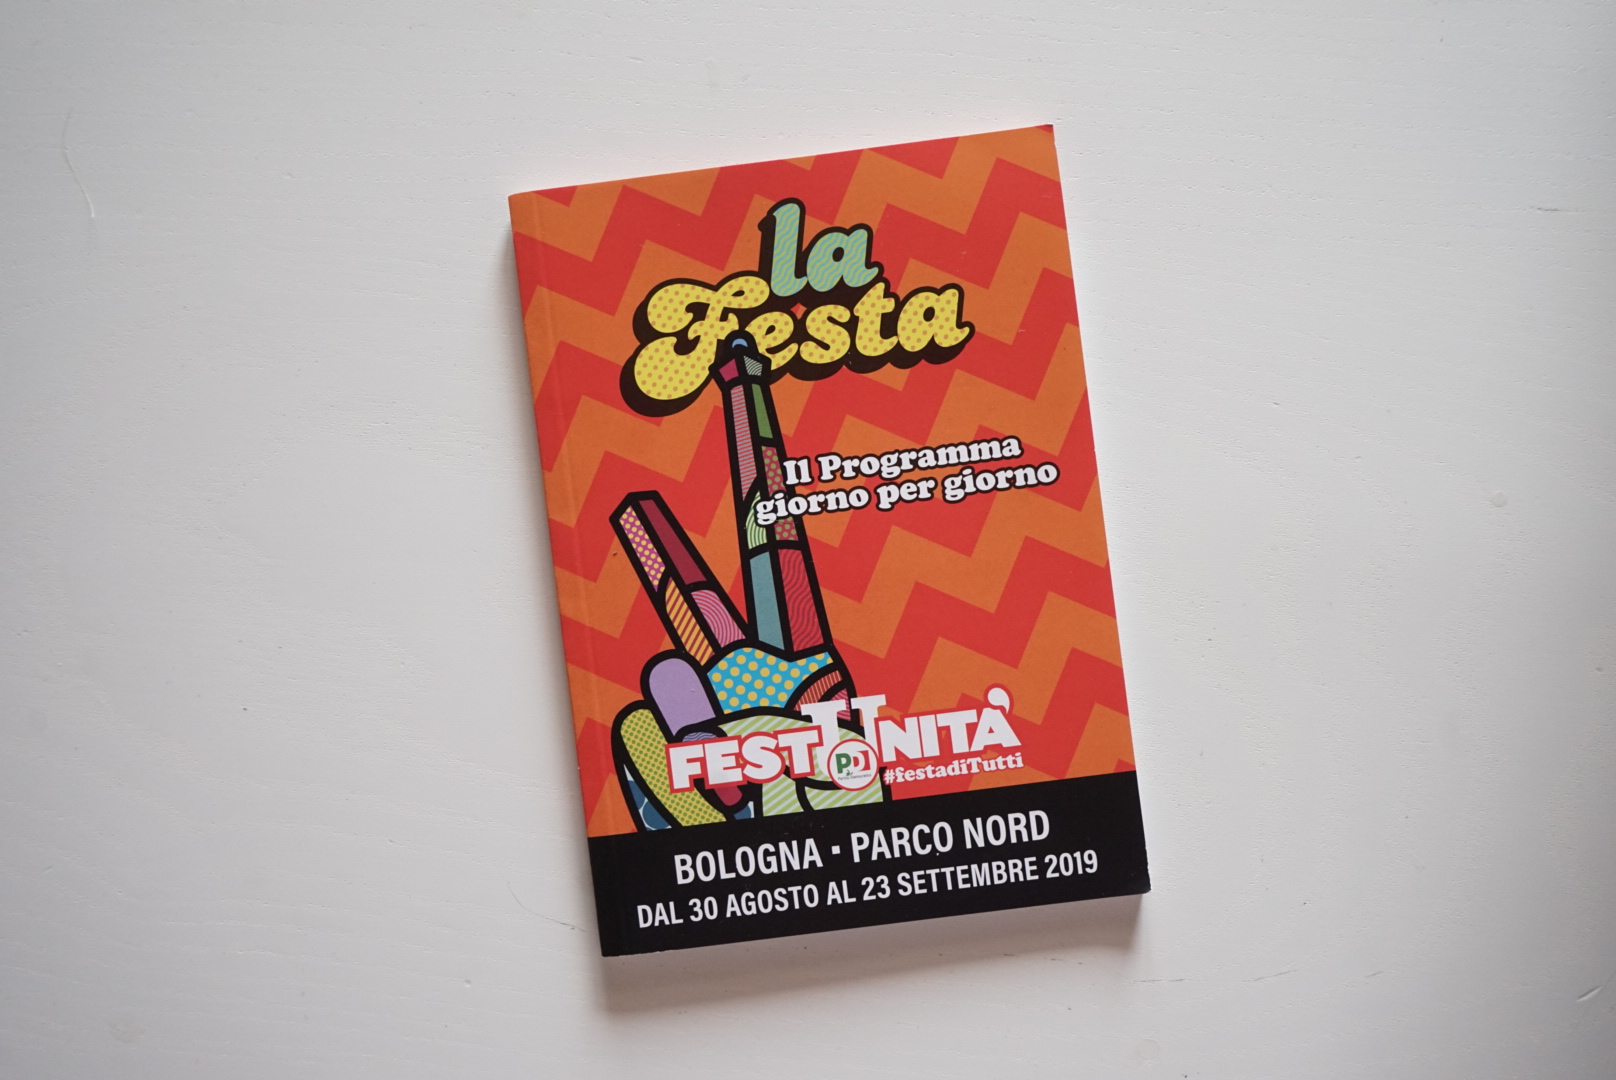 la
Festa
Il Programma
giorno per giorno
FESTUNITÀ
PD
#festadiTutti
BOLOGNA · PARCO NORD
DAL 30 AGOSTO AL 23 SETTEMBRE 2019